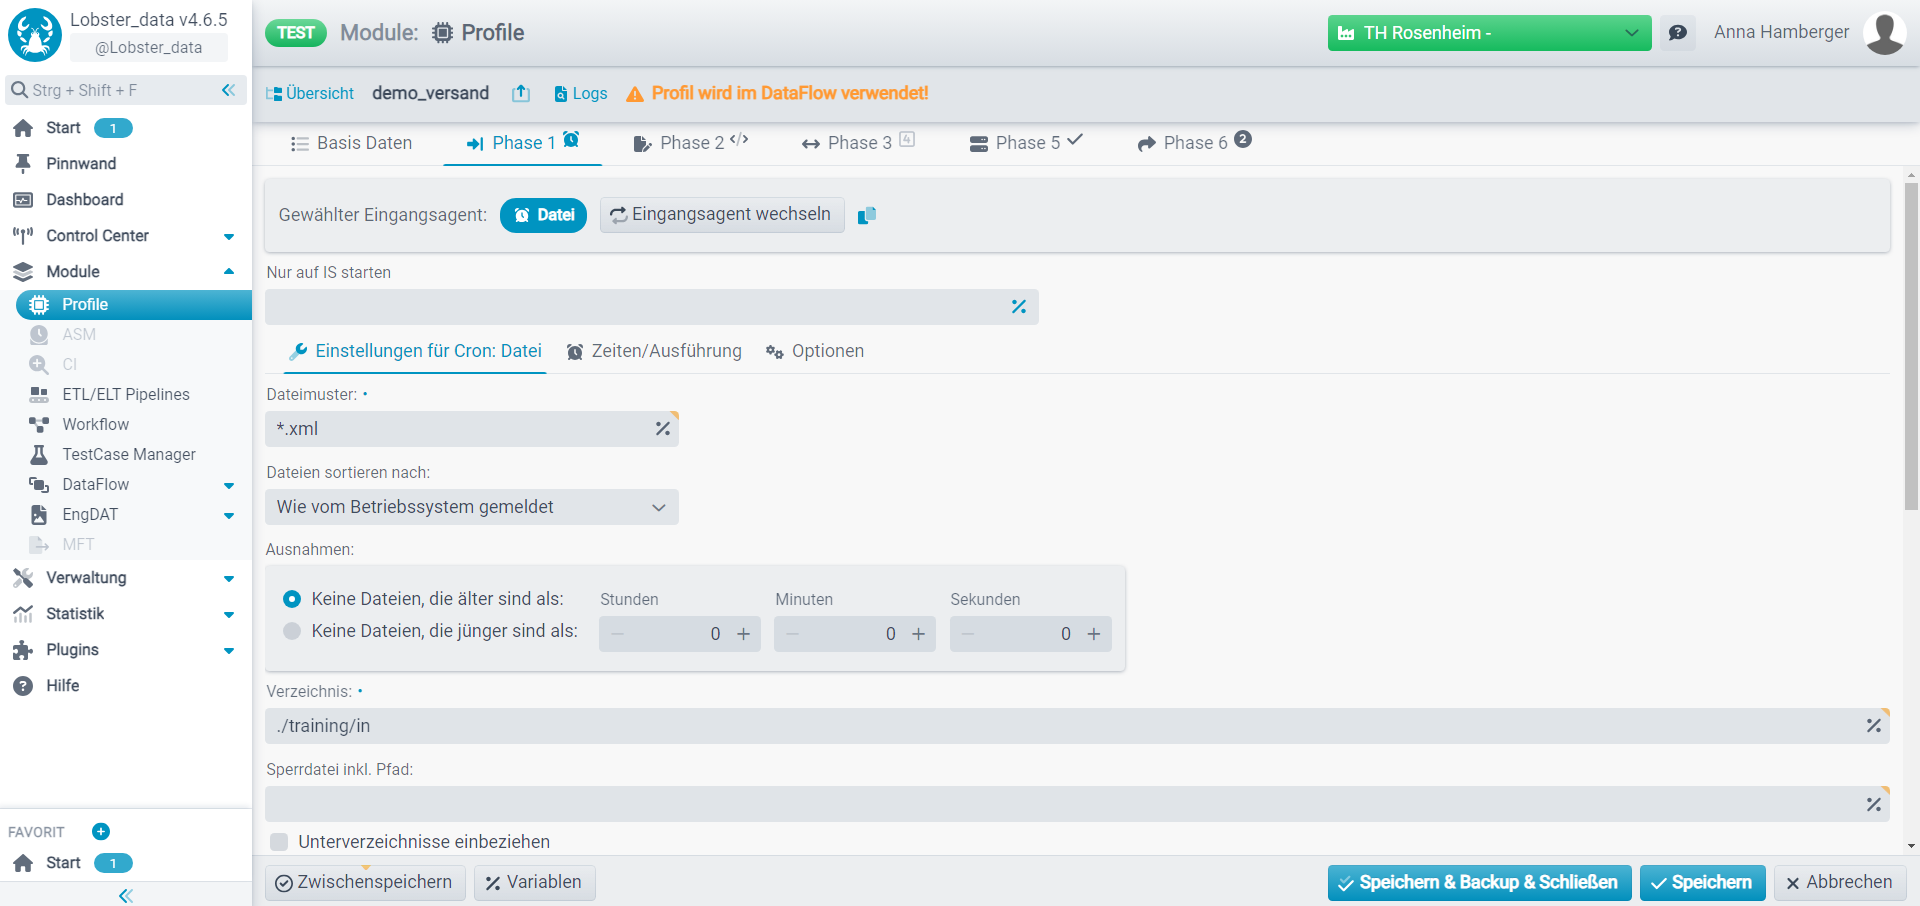 Lobster_data v4.6.5
@Lobster_data
Strg + Shift + F
Start 1
Pinnwand
Dashboard
Control Center
Module
Profile
ASM
CI
ETL/ELT Pipelines
Workflow
TestCase Manager
DataFlow
EngDAT
MFT
Verwaltung
Statistik
Plugins
Hilfe
FAVORIT
Start 1
TEST Module: Profile
TH Rosenheim -
Anna Hamberger
Übersicht demo_versand Logs Profil wird im DataFlow verwendet!
Basis Daten Phase 1 Phase 2 </> Phase 3 4 Phase 5 Phase 6 2
Gewählter Eingangsagent: Datei Eingangsagent wechseln
Nur auf IS starten
Einstellungen für Cron: Datei Zeiten/Ausführung Optionen
Dateimuster:
*.xml
Dateien sortieren nach:
Wie vom Betriebssystem gemeldet
Ausnahmen:
Keine Dateien, die älter sind als: Stunden Minuten Sekunden
Keine Dateien, die jünger sind als: 0 0 0
Verzeichnis:
./training/in
Sperrdatei inkl. Pfad:
Unterverzeichnisse einbeziehen
Zwischenspeichern Variablen Speichern & Backup & Schließen Speichern Abbrechen